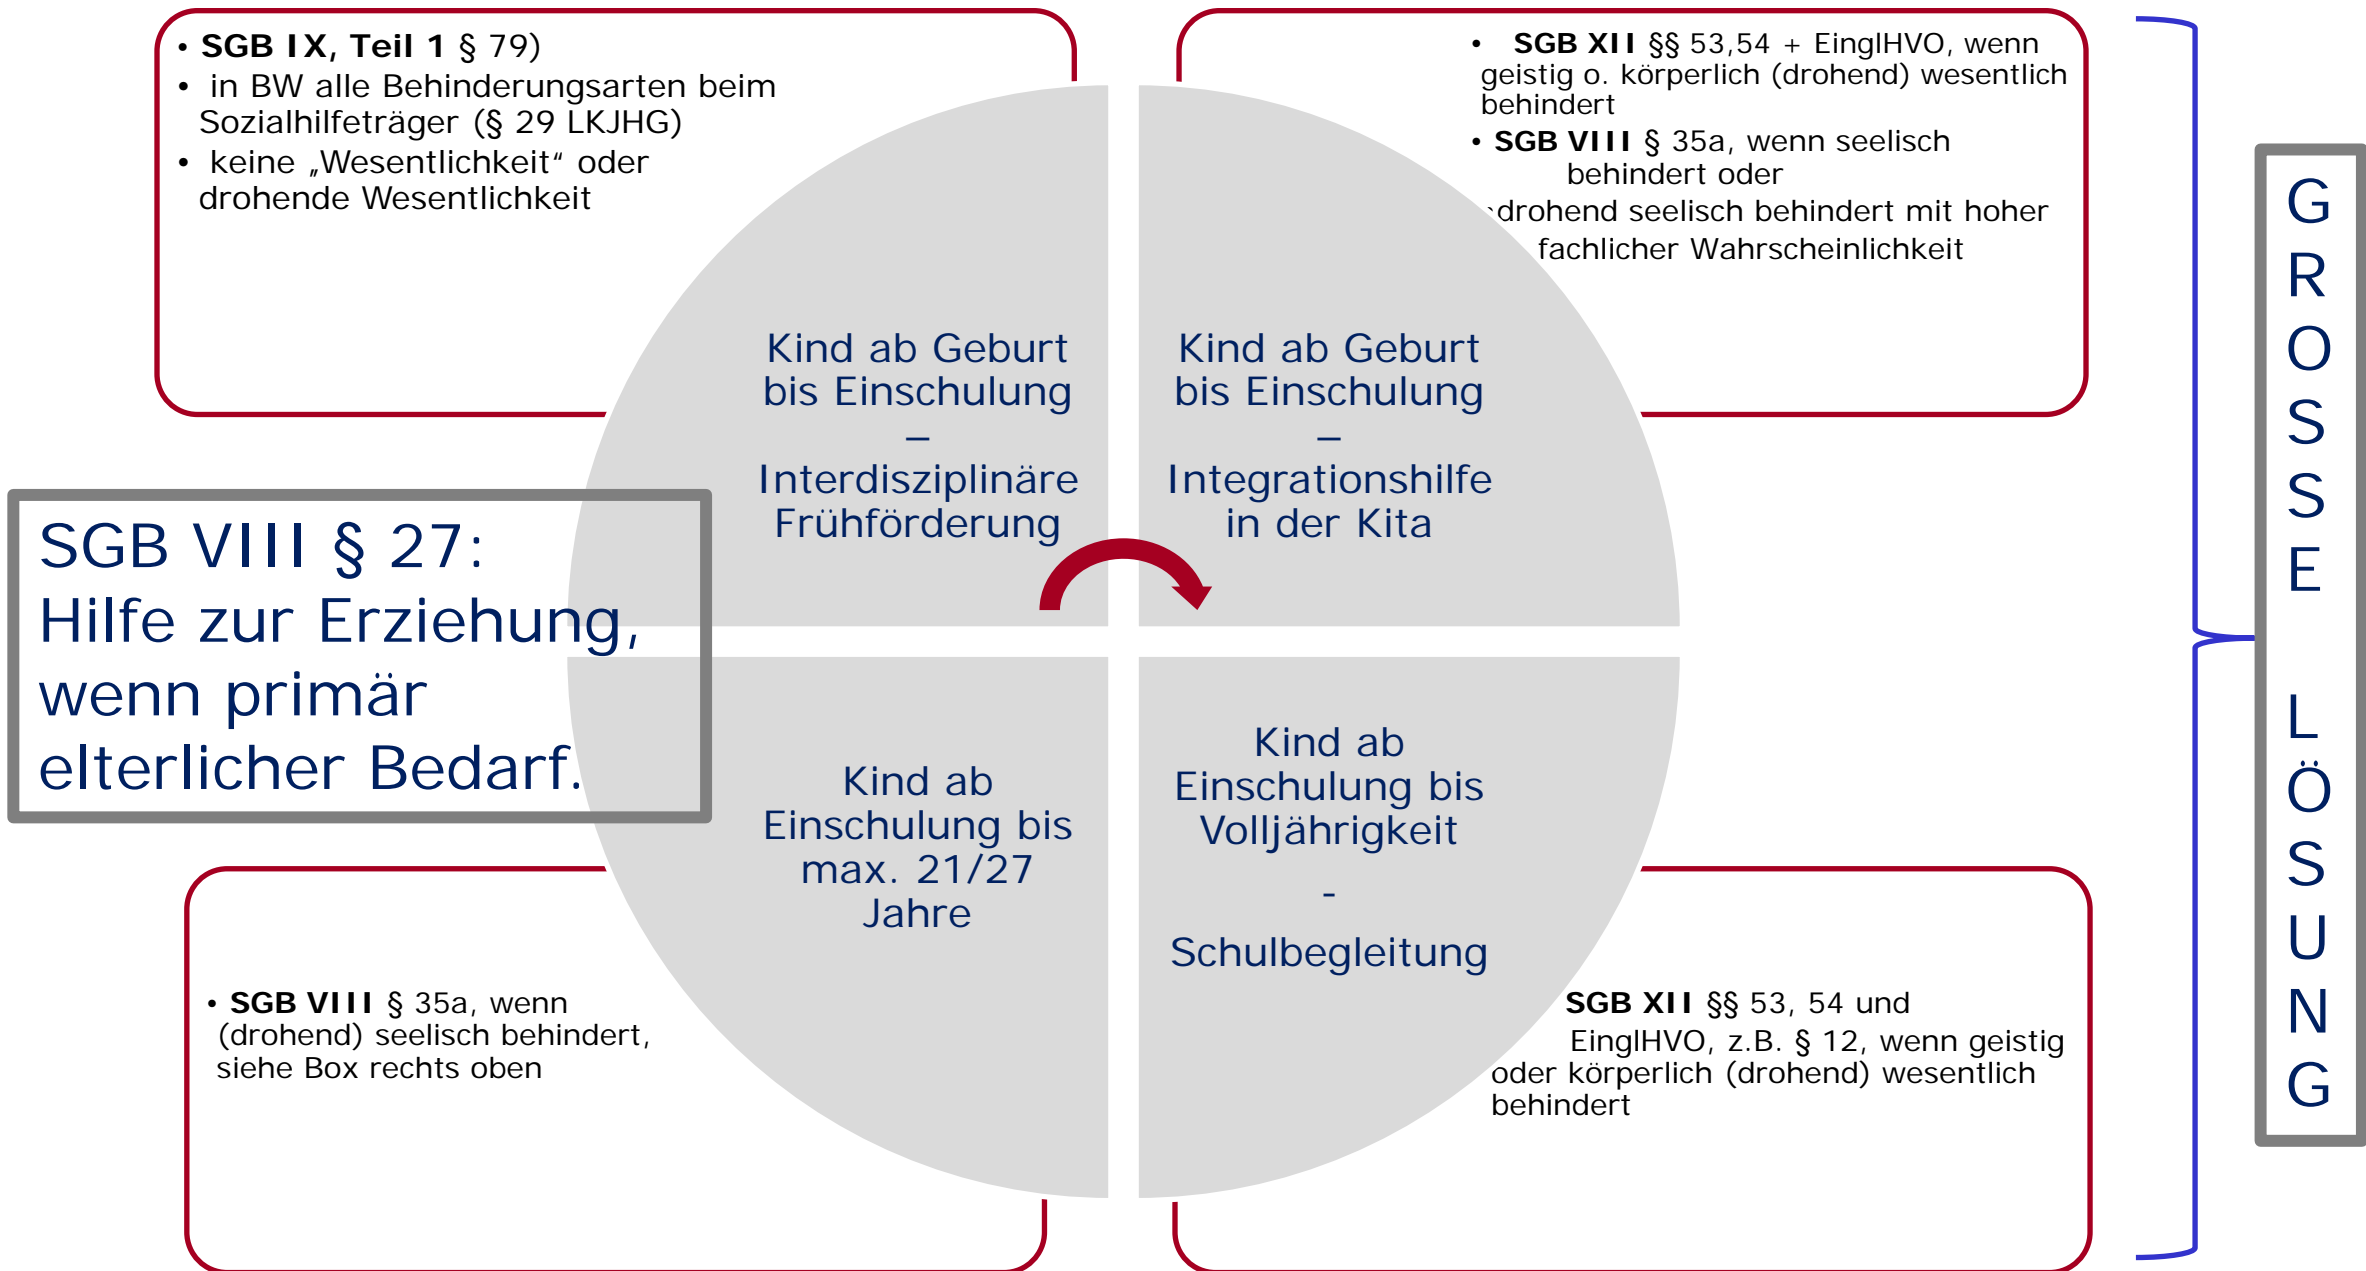 • SGB IX, Teil 1 § 79)
• in BW alle Behinderungsarten beim
Sozialhilfeträger (§ 29 LKJHG)
• keine „Wesentlichkeit“ oder
drohende Wesentlichkeit
• SGB XII §§ 53,54 + EinglHVO, wenn
geistig o. körperlich (drohend) wesentlich
behindert
• SGB VIII § 35a, wenn seelisch
behindert oder
drohend seelisch behindert mit hoher
fachlicher Wahrscheinlichkeit
Kind ab Geburt
bis Einschulung
–
Interdisziplinäre
Frühförderung
Kind ab Geburt
bis Einschulung
–
Integrationshilfe
in der Kita
SGB VIII § 27:
Hilfe zur Erziehung,
wenn primär
elterlicher Bedarf.
Kind ab
Einschulung bis
max. 21/27
Jahre
Kind ab
Einschulung bis
Volljährigkeit
-
Schulbegleitung
• SGB VIII § 35a, wenn
(drohend) seelisch behindert,
siehe Box rechts oben
SGB XII §§ 53, 54 und
EinglHVO, z.B. § 12, wenn geistig
oder körperlich (drohend) wesentlich
behindert
G
R
O
S
S
E
L
Ö
S
U
N
G